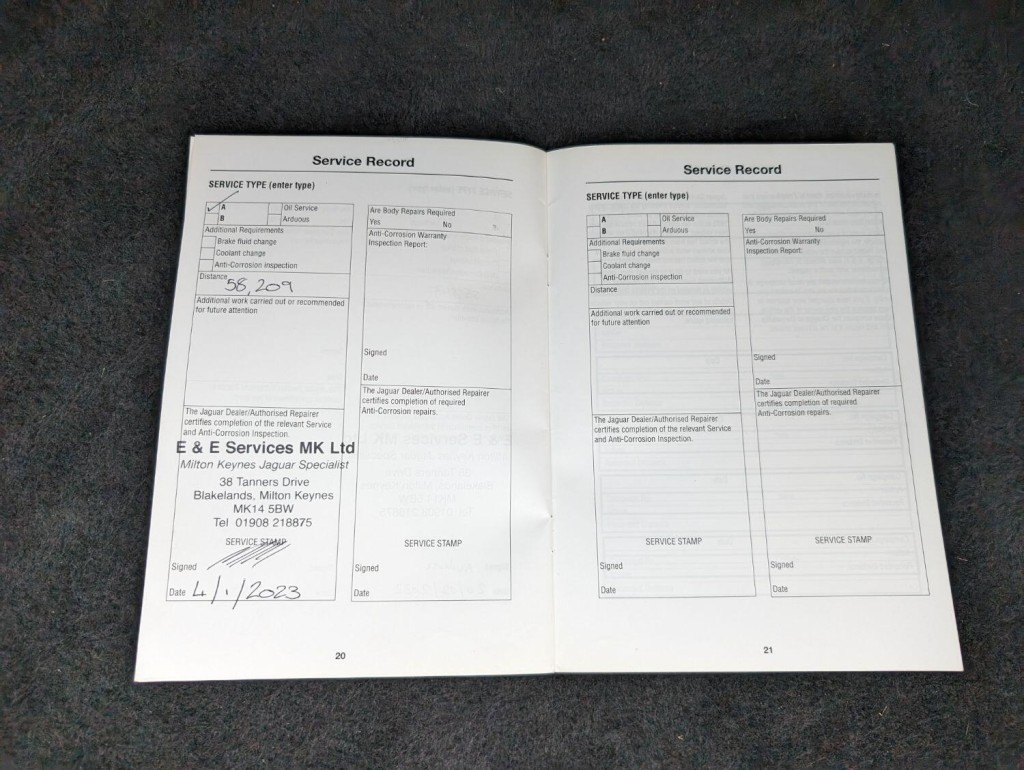 Service Record
SERVICE TYPE (enter type)
A
Oil Service
B
Arduous
Additional Requirements
Brake fluid change
Coolant change
Anti-Corrosion inspection
Distance
58,209
Additional work carried out or recommended
for future attention
The Jaguar Dealer/Authorised Repairer
certifies completion of the relevant Service
and Anti-Corrosion Inspection.
E & E Services MK Ltd
Milton Keynes Jaguar Specialist
38 Tanners Drive
Blakelands, Milton Keynes
MK14 5BW
Tel 01908 218875
SERVICE STAMP
Signed
Date 4/1/2023
Are Body Repairs Required
Yes No
Anti-Corrosion Warranty
Inspection Report:
Signed
Date
The Jaguar Dealer/Authorised Repairer
certifies completion of required
Anti-Corrosion repairs.
SERVICE STAMP
Signed
Date
20
Service Record
SERVICE TYPE (enter type)
A
Oil Service
B
Arduous
Additional Requirements
Brake fluid change
Coolant change
Anti-Corrosion inspection
Distance
Additional work carried out or recommended
for future attention
The Jaguar Dealer/Authorised Repairer
certifies completion of the relevant Service
and Anti-Corrosion Inspection.
SERVICE STAMP
Signed
Date
Are Body Repairs Required
Yes No
Anti-Corrosion Warranty
Inspection Report:
Signed
Date
The Jaguar Dealer/Authorised Repairer
certifies completion of required
Anti-Corrosion repairs.
SERVICE STAMP
Signed
Date
21